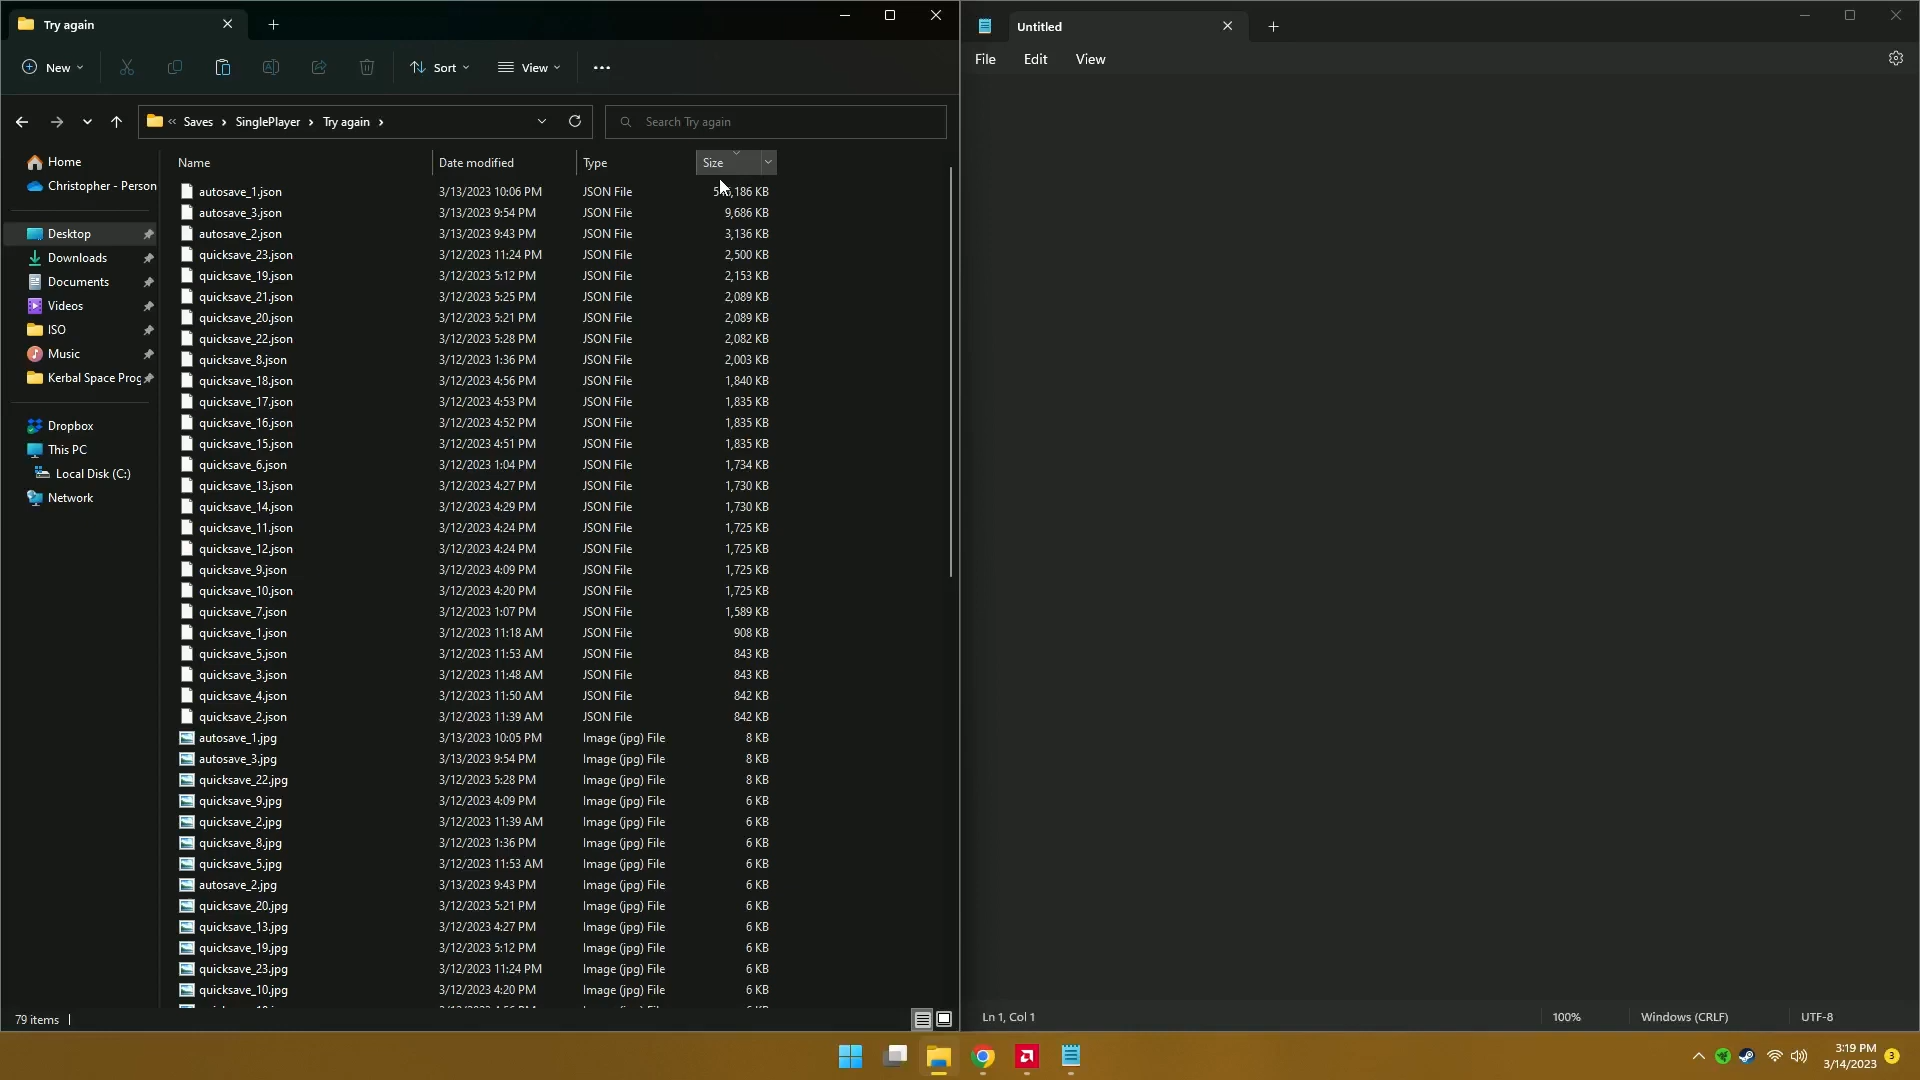 Try again
Untitled
New
Sort
View
File
Edit
View
Saves
SinglePlayer
Try again
Search Try again
Home
Christopher - Person
Desktop
Downloads
Documents
Videos
ISO
Music
Kerbal Space Prog
Dropbox
This PC
Local Disk (C:)
Network
Name Date modified Type Size
autosave_1.json 3/13/2023 10:06 PM JSON File
autosave_3.json 3/13/2023 9:54 PM JSON File 9,686 KB
autosave_2.json 3/13/2023 9:43 PM JSON File 3,136 KB
quicksave_23.json 3/12/2023 11:24 PM JSON File 2,500 KB
quicksave_19.json 3/12/2023 5:12 PM JSON File 2,153 KB
quicksave_21.json 3/12/2023 5:25 PM JSON File 2,089 KB
quicksave_20.json 3/12/2023 5:21 PM JSON File 2,089 KB
quicksave_22.json 3/12/2023 5:28 PM JSON File 2,082 KB
quicksave_8.json 3/12/2023 1:36 PM JSON File 2,003 KB
quicksave_18.json 3/12/2023 4:56 PM JSON File 1,840 KB
quicksave_17.json 3/12/2023 4:53 PM JSON File 1,835 KB
quicksave_16.json 3/12/2023 4:52 PM JSON File 1,835 KB
quicksave_15.json 3/12/2023 4:51 PM JSON File 1,835 KB
quicksave_6.json 3/12/2023 1:04 PM JSON File 1,734 KB
quicksave_13.json 3/12/2023 4:27 PM JSON File 1,730 KB
quicksave_14.json 3/12/2023 4:29 PM JSON File 1,730 KB
quicksave_11.json 3/12/2023 4:24 PM JSON File 1,725 KB
quicksave_12.json 3/12/2023 4:24 PM JSON File 1,725 KB
quicksave_9.json 3/12/2023 4:09 PM JSON File 1,725 KB
quicksave_10.json 3/12/2023 4:20 PM JSON File 1,725 KB
quicksave_7.json 3/12/2023 1:07 PM JSON File 1,589 KB
quicksave_1.json 3/12/2023 11:18 AM JSON File 908 KB
quicksave_5.json 3/12/2023 11:53 AM JSON File 843 KB
quicksave_3.json 3/12/2023 11:48 AM JSON File 843 KB
quicksave_4.json 3/12/2023 11:50 AM JSON File 842 KB
quicksave_2.json 3/12/2023 11:39 AM JSON File 842 KB
autosave_1.jpg 3/13/2023 10:05 PM Image (jpg) File 8 KB
autosave_3.jpg 3/13/2023 9:54 PM Image (jpg) File 8 KB
quicksave_22.jpg 3/12/2023 5:28 PM Image (jpg) File 8 KB
quicksave_9.jpg 3/12/2023 4:09 PM Image (jpg) File 6 KB
quicksave_2.jpg 3/12/2023 11:39 AM Image (jpg) File 6 KB
quicksave_8.jpg 3/12/2023 1:36 PM Image (jpg) File 6 KB
quicksave_5.jpg 3/12/2023 11:53 AM Image (jpg) File 6 KB
autosave_2.jpg 3/13/2023 9:43 PM Image (jpg) File 6 KB
quicksave_20.jpg 3/12/2023 5:21 PM Image (jpg) File 6 KB
quicksave_13.jpg 3/12/2023 4:27 PM Image (jpg) File 6 KB
quicksave_19.jpg 3/12/2023 5:12 PM Image (jpg) File 6 KB
quicksave_23.jpg 3/12/2023 11:24 PM Image (jpg) File 6 KB
quicksave_10.jpg 3/12/2023 4:20 PM Image (jpg) File 6 KB
79 items
Ln 1, Col 1
100%
Windows (CRLF)
UTF-8
3:19 PM
3/14/2023
3